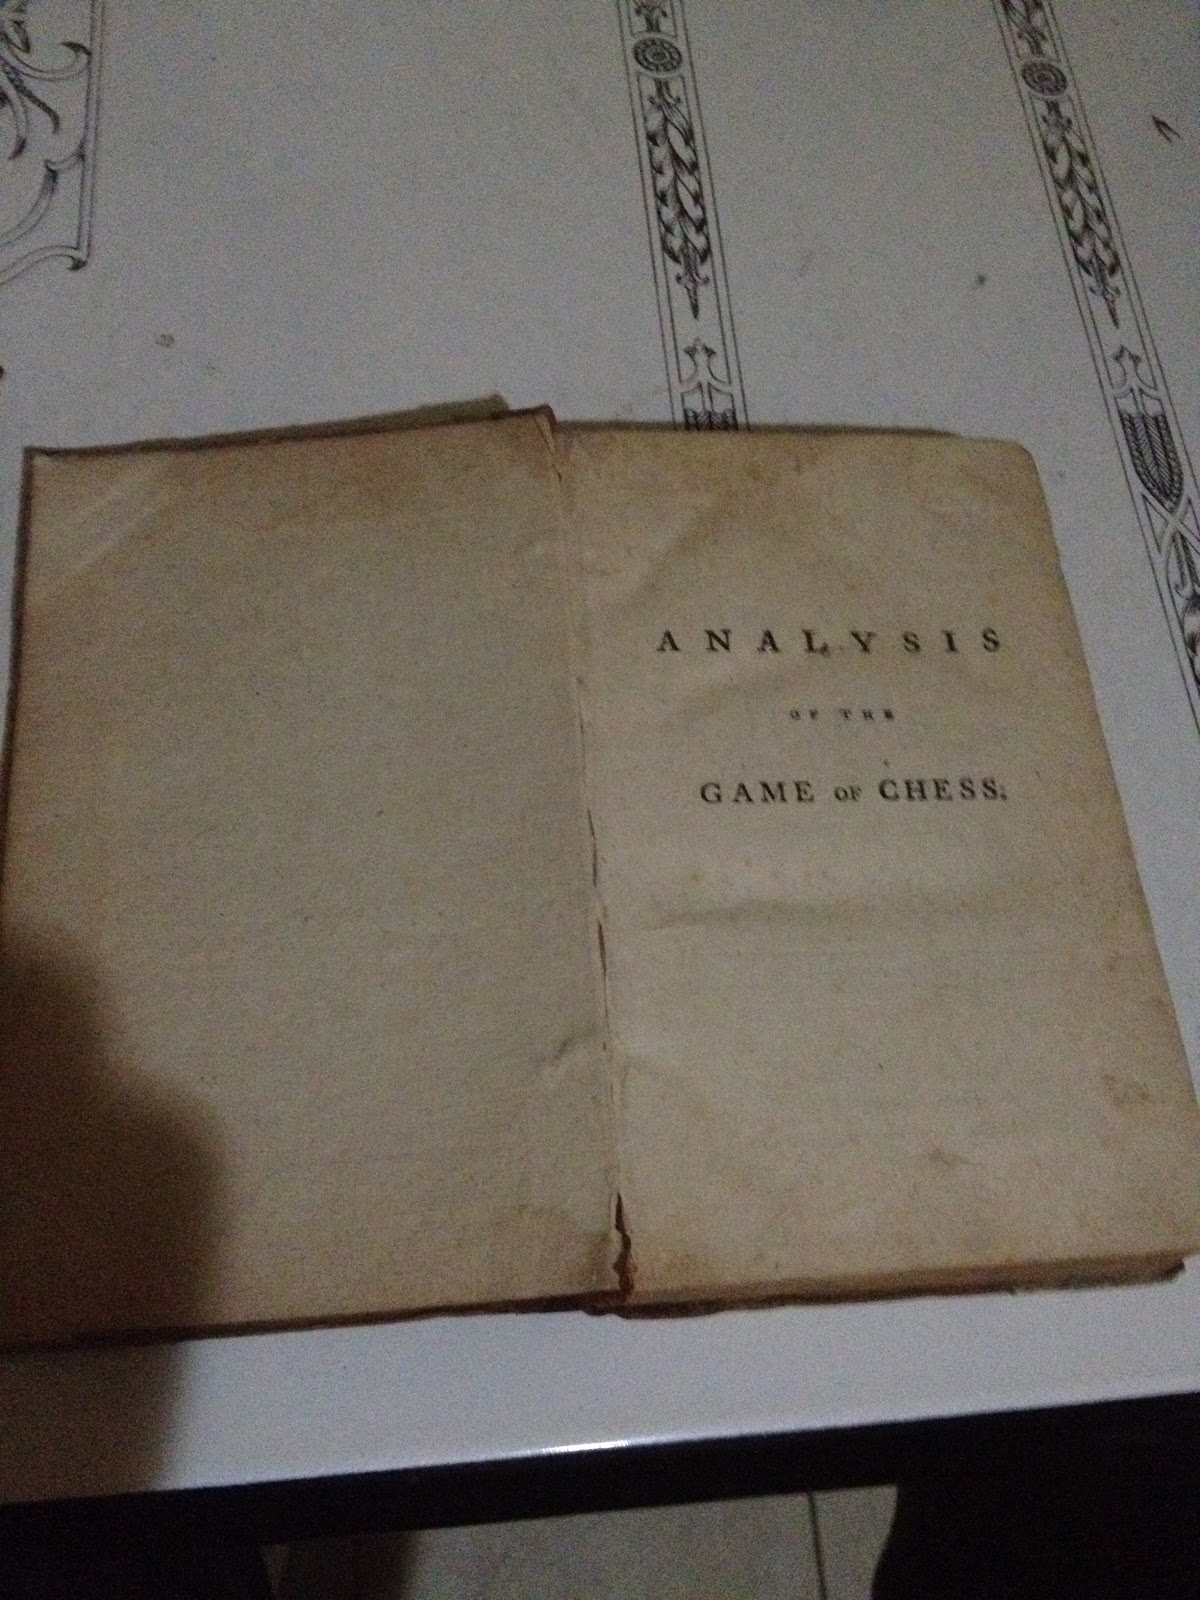 ANALYSIS
OF THE
GAME OF CHESS.